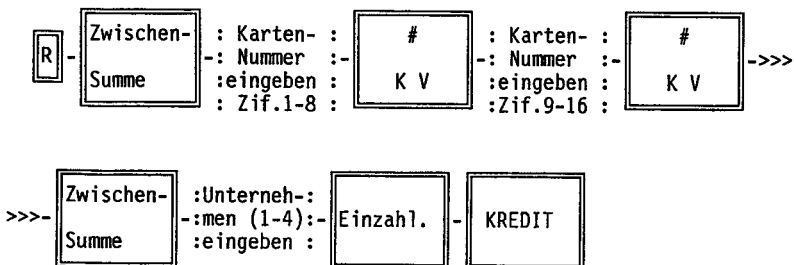 Zwischen- : Karten- : # : Karten- : #
R - -: Nummer :- -: Nummer :- ->>>
Summe :eingeben : K V :eingeben : K V
: Zif.1-8 : :Zif.9-16 :
Zwischen- :Unterneh-:
>>>- -:men (1-4):- Einzahl. - KREDIT
Summe :eingeben :